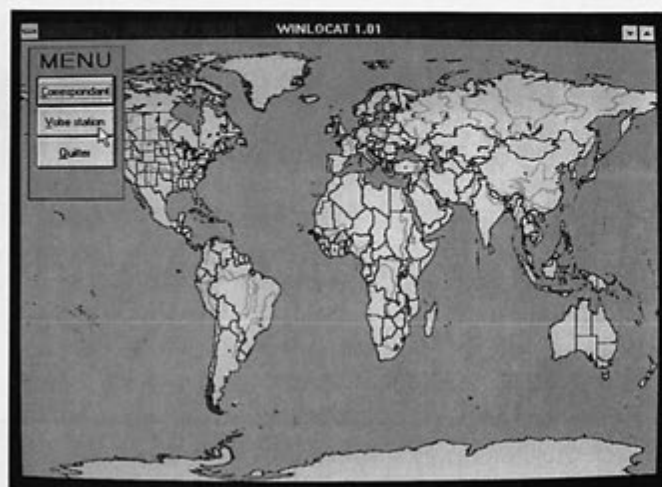 WINLOCAT 1.01
MENU
Correspondant
Votre station
Quitter